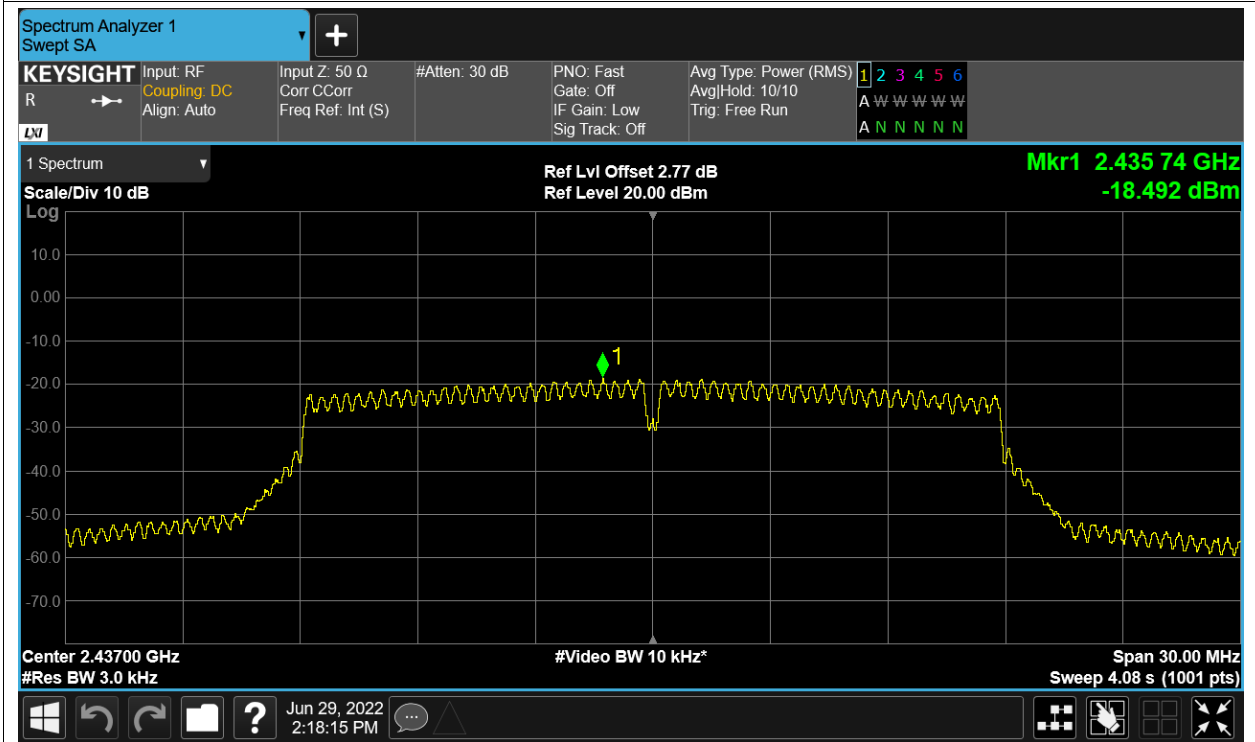 Spectrum Analyzer 1
Swept SA
+
KEYSIGHT
R
LXI
Input: RF
Coupling: DC
Align: Auto
Input Z: 50 Ω
Corr CCorr
Freq Ref: Int (S)
#Atten: 30 dB
PNO: Fast
Gate: Off
IF Gain: Low
Sig Track: Off
Avg Type: Power (RMS)
Avg|Hold: 10/10
Trig: Free Run
1 2 3 4 5 6
A W W W W W
A N N N N N
1 Spectrum
Scale/Div 10 dB
Ref Lvl Offset 2.77 dB
Ref Level 20.00 dBm
Mkr1 2.435 74 GHz
-18.492 dBm
Log
10.0
0.00
-10.0
-20.0
-30.0
-40.0
-50.0
-60.0
-70.0
1
Center 2.43700 GHz
#Res BW 3.0 kHz
#Video BW 10 kHz*
Span 30.00 MHz
Sweep 4.08 s (1001 pts)
?
Jun 29, 2022
2:18:15 PM